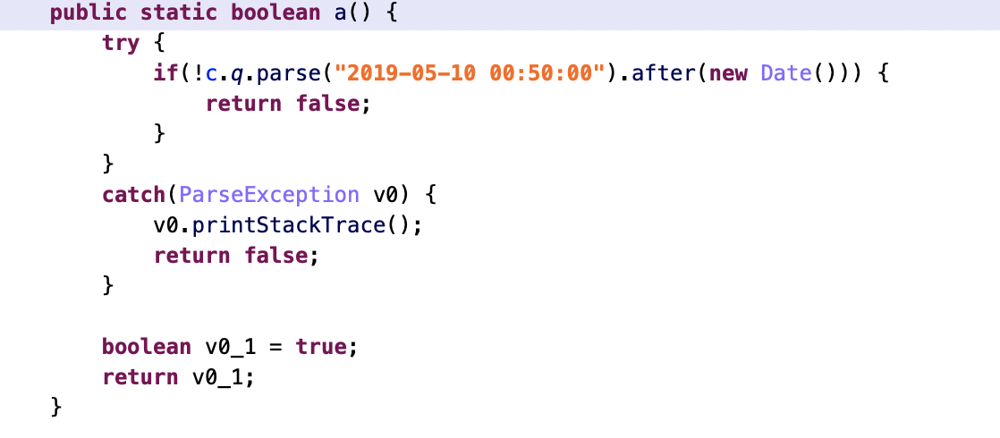 public static boolean a() {
    try {
        if(!c.q.parse("2019-05-10 00:50:00").after(new Date())) {
            return false;
        }
    }
    catch(ParseException v0) {
        v0.printStackTrace();
        return false;
    }

    boolean v0_1 = true;
    return v0_1;
}